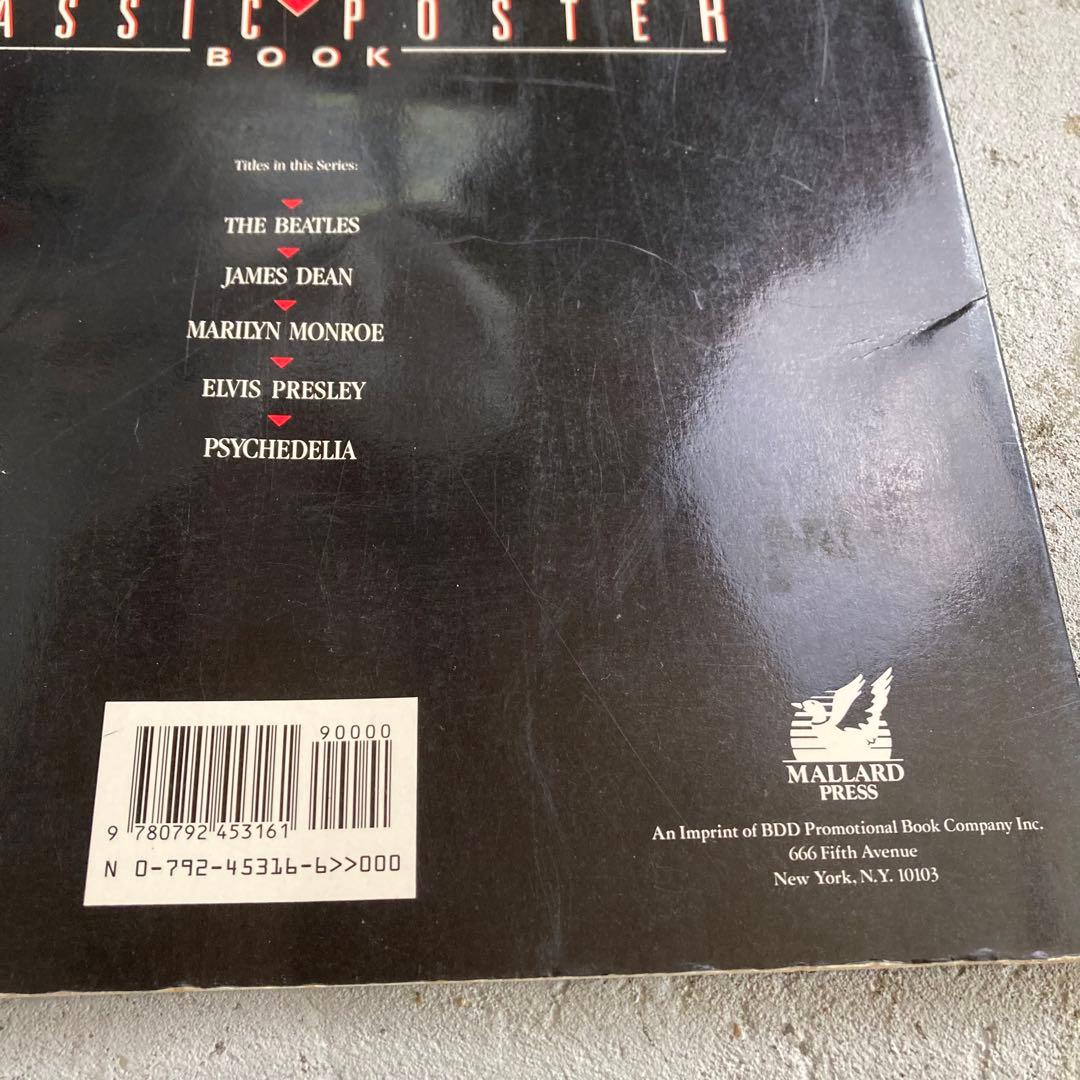 ASSIC POSTER
BOOK
Titles in this Series:
THE BEATLES
JAMES DEAN
MARILYN MONROE
ELVIS PRESLEY
PSYCHEDELIA
90000
9 780792 453161
N 0-792-45316-6>>000
MALLARD
PRESS
An Imprint of BDD Promotional Book Company Inc.
666 Fifth Avenue
New York, N.Y. 10103